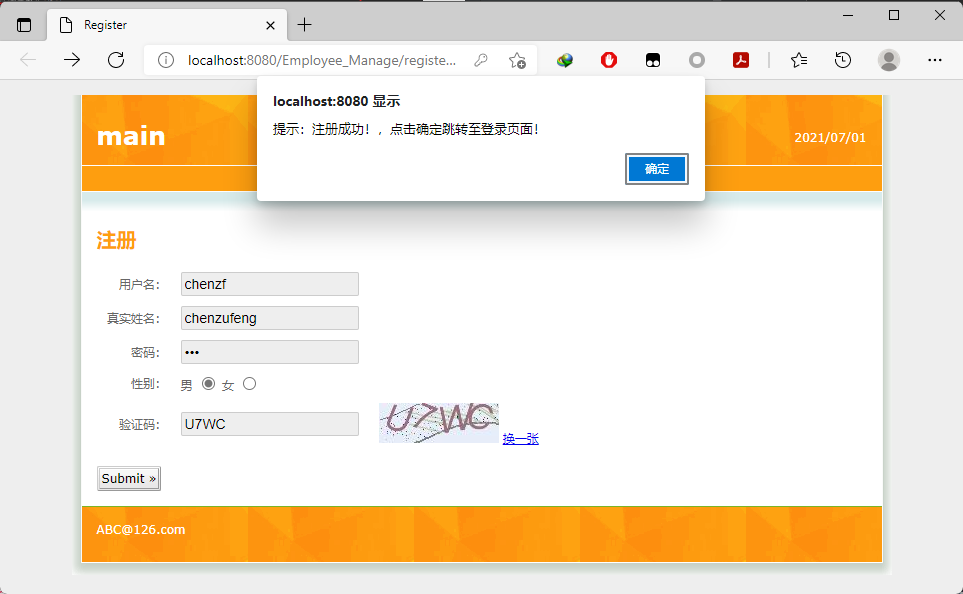 Register
localhost:8080/Employee_Manage/registe...
localhost:8080 显示
提示：注册成功！，点击确定跳转至登录页面！
确定
main
2021/07/01
注册
用户名：
chenzf
真实姓名：
chenzufeng
密码：
•••
性别：
男 女
验证码：
U7WC
U7WC
换一张
Submit »
ABC@126.com